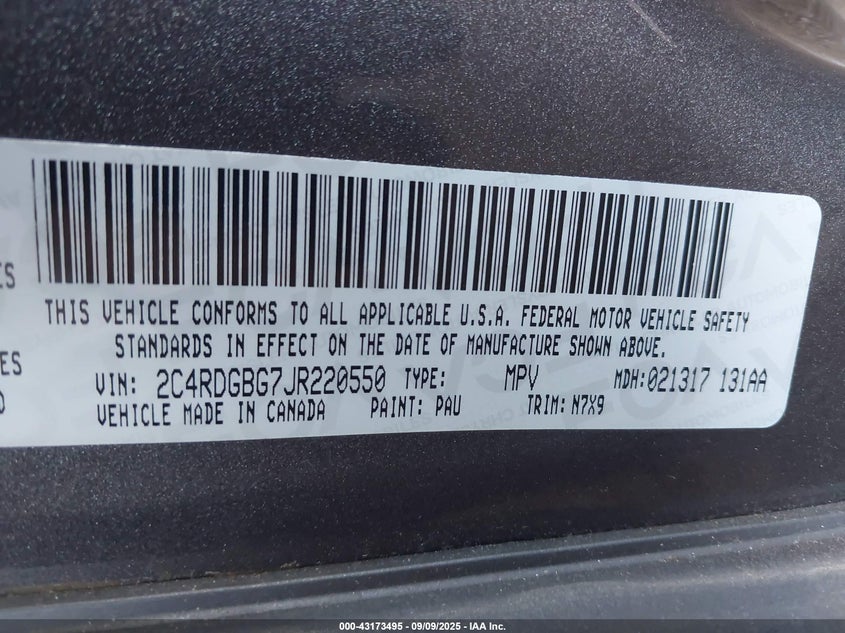 THIS VEHICLE CONFORMS TO ALL APPLICABLE U.S.A. FEDERAL MOTOR VEHICLE SAFETY
STANDARDS IN EFFECT ON THE DATE OF MANUFACTURE SHOWN ABOVE.
VIN: 2C4RDGBG7JR220550 TYPE: MPV MDH:021317 131AA
VEHICLE MADE IN CANADA PAINT: PAU TRIM: N7X9
000-43173495 - 09/09/2025 - IAA Inc.